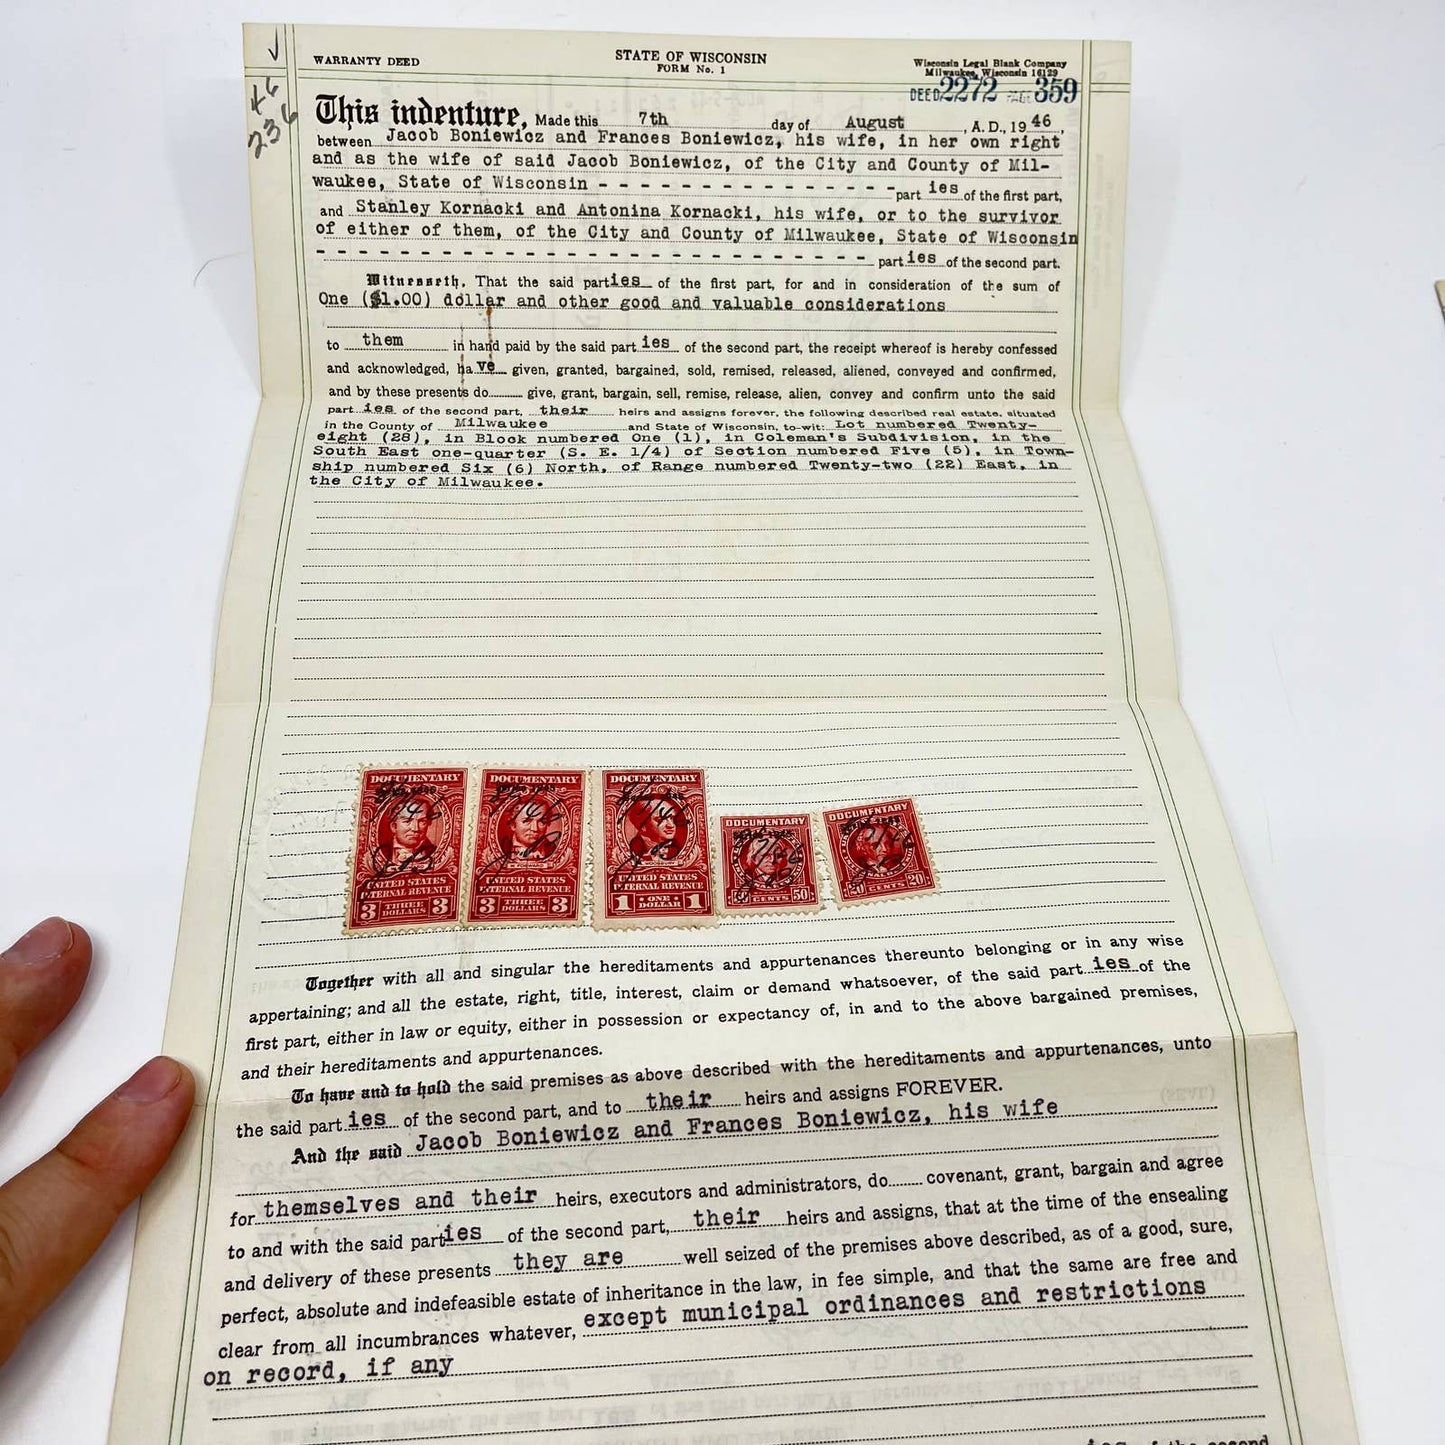 WARRANTY DEED
STATE OF WISCONSIN
FORM No. 1
Wisconsin Legal Blank Company
Milwaukee, Wisconsin 16129
DEED 2272 359
46
236
This indenture, Made this 7th day of August, A. D., 1946,
between Jacob Boniewicz and Frances Boniewicz, his wife, in her own right
and as the wife of said Jacob Boniewicz, of the City and County of Mil-
waukee, State of Wisconsin - - - - - - - - - - - - - - - parties of the first part,
and Stanley Kornacki and Antonina Kornacki, his wife, or to the survivor
of either of them, of the City and County of Milwaukee, State of Wisconsin
- - - - - - - - - - - - - - - - - - - - - - - - - - - - - parties of the second part.
Witnesseth, That the said parties of the first part, for and in consideration of the sum of
One ($1.00) dollar and other good and valuable considerations
to them in hand paid by the said parties of the second part, the receipt whereof is hereby confessed
and acknowledged, have given, granted, bargained, sold, remised, released, aliened, conveyed and confirmed,
and by these presents do give, grant, bargain, sell, remise, release, alien, convey and confirm unto the said
parties of the second part, their heirs and assigns forever, the following described real estate, situated
in the County of Milwaukee and State of Wisconsin, to-wit: Lot numbered Twenty-
eight (28), in Block numbered One (1), in Coleman's Subdivision, in the
South East one-quarter (S. E. 1/4) of Section numbered Five (5), in Town-
ship numbered Six (6) North, of Range numbered Twenty-two (22) East, in
the City of Milwaukee.
DOCUMENTARY
8/7/46
J.B
UNITED STATES
INTERNAL REVENUE
3 THREE DOLLARS 3
DOCUMENTARY
8/7/46
J.B
UNITED STATES
INTERNAL REVENUE
3 THREE DOLLARS 3
DOCUMENTARY
8/7/46
J.B
UNITED STATES
INTERNAL REVENUE
1 ONE DOLLAR 1
DOCUMENTARY
8/7/46
J.B
50 CENTS 50
DOCUMENTARY
8/7/46
J.B
20 CENTS 20
Together with all and singular the hereditaments and appurtenances thereunto belonging or in any wise
appertaining; and all the estate, right, title, interest, claim or demand whatsoever, of the said parties of the
first part, either in law or equity, either in possession or expectancy of, in and to the above bargained premises,
and their hereditaments and appurtenances.
To have and to hold the said premises as above described with the hereditaments and appurtenances, unto
the said parties of the second part, and to their heirs and assigns FOREVER.
And the said Jacob Boniewicz and Frances Boniewicz, his wife
for themselves and their heirs, executors and administrators, do covenant, grant, bargain and agree
to and with the said parties of the second part, their heirs and assigns, that at the time of the ensealing
and delivery of these presents they are well seized of the premises above described, as of a good, sure,
perfect, absolute and indefeasible estate of inheritance in the law, in fee simple, and that the same are free and
clear from all incumbrances whatever, except municipal ordinances and restrictions
on record, if any
ies of the second